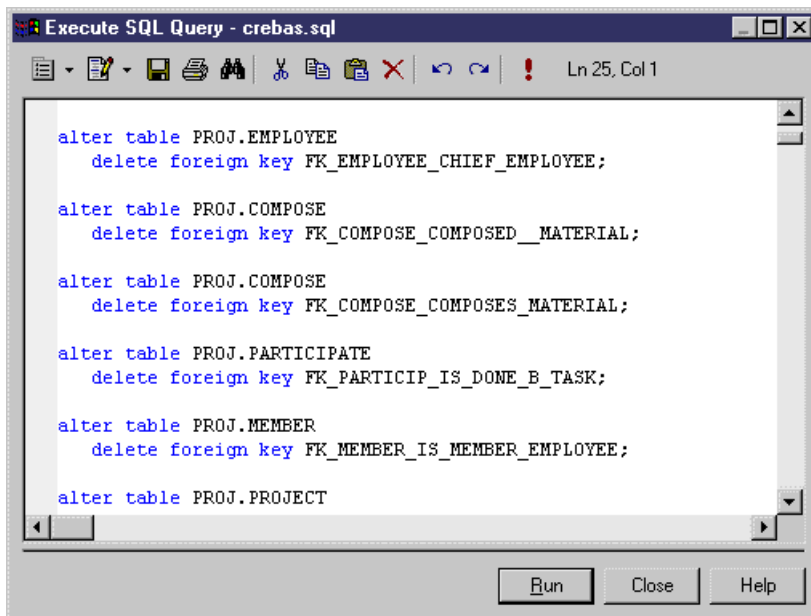 Execute SQL Query - crebas.sql
Ln 25, Col 1
alter table PROJ.EMPLOYEE
delete foreign key FK_EMPLOYEE_CHIEF_EMPLOYEE;
alter table PROJ.COMPOSE
delete foreign key FK_COMPOSE_COMPOSED__MATERIAL;
alter table PROJ.COMPOSE
delete foreign key FK_COMPOSE_COMPOSES_MATERIAL;
alter table PROJ.PARTICIPATE
delete foreign key FK_PARTICIP_IS_DONE_B_TASK;
alter table PROJ.MEMBER
delete foreign key FK_MEMBER_IS_MEMBER_EMPLOYEE;
alter table PROJ.PROJECT
Run Close Help